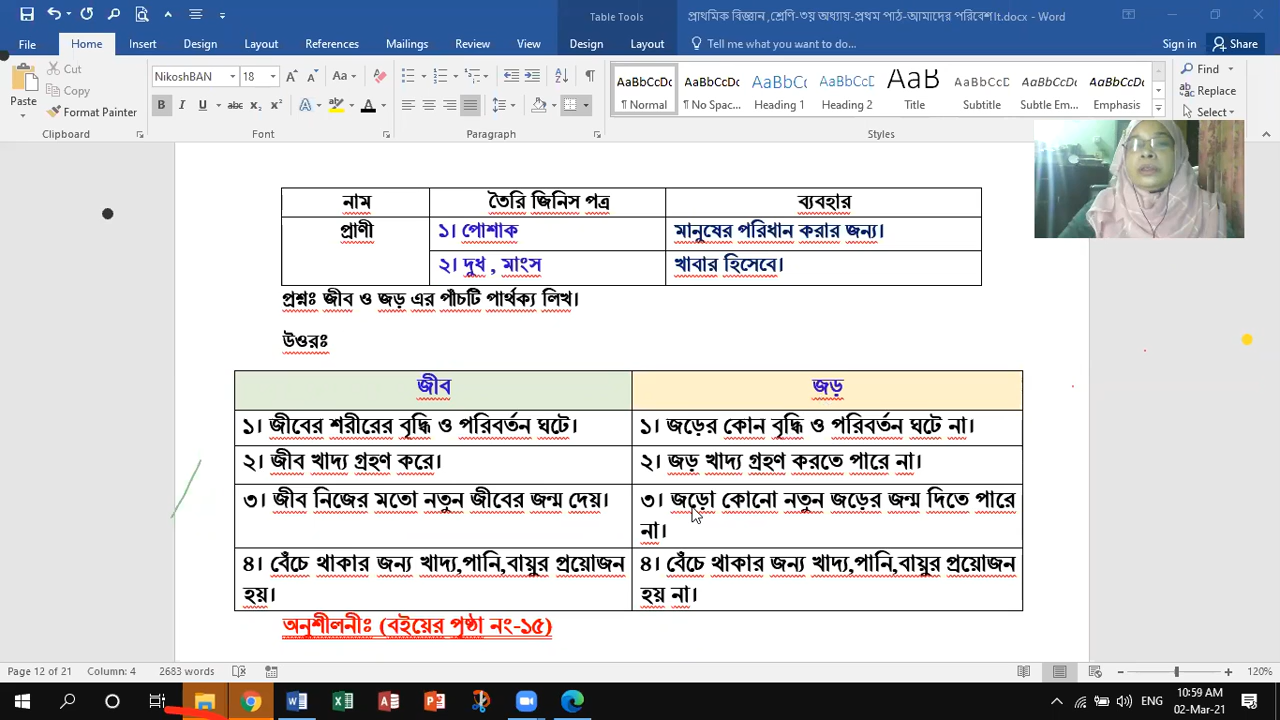 প্রাথমিক বিজ্ঞান ,শ্রেণি-৩য় অধ্যায়-প্রথম পাঠ-আমাদের পরিবেশlt.docx - Word
Table Tools
Sign in
Share
File Home Insert Design Layout References Mailings Review View Design Layout Tell me what you want to do...
Paste
Cut
Copy
Format Painter
NikoshBAN 18
AaBbCcDc AaBbCcDc AaBbCc AaBbCcC AaB AaBbCcC AaBbCcDc AaBbCcDc
¶ Normal ¶ No Spac... Heading 1 Heading 2 Title Subtitle Subtle Em... Emphasis
Find
Replace
Select
Clipboard Font Paragraph Styles
নাম তৈরি জিনিস পত্র ব্যবহার
প্রাণী ১। পোশাক মানুষের পরিধান করার জন্য।
২। দুধ , মাংস খাবার হিসেবে।
প্রশ্নঃ জীব ও জড় এর পাঁচটি পার্থক্য লিখ।
উওরঃ
জীব জড়
১। জীবের শরীরের বৃদ্ধি ও পরিবর্তন ঘটে। ১। জড়ের কোন বৃদ্ধি ও পরিবর্তন ঘটে না।
২। জীব খাদ্য গ্রহণ করে। ২। জড় খাদ্য গ্রহণ করতে পারে না।
৩। জীব নিজের মতো নতুন জীবের জন্ম দেয়। ৩। জড়ো কোনো নতুন জড়ের জন্ম দিতে পারে
না।
৪। বেঁচে থাকার জন্য খাদ্য,পানি,বায়ুর প্রয়োজন ৪। বেঁচে থাকার জন্য খাদ্য,পানি,বায়ুর প্রয়োজন
হয়। হয় না।
অনুশীলনীঃ (বইয়ের পৃষ্ঠা নং-১৫)
Page 12 of 21 Column: 4 2683 words 120%
ENG
10:59 AM
02-Mar-21